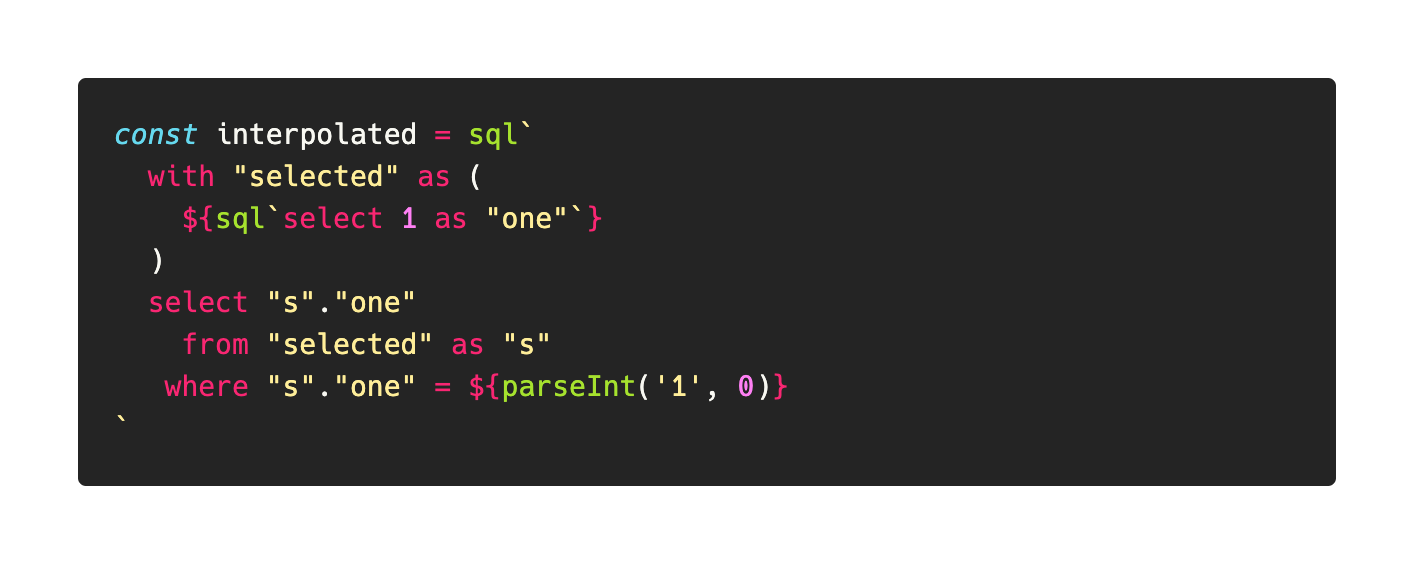 const interpolated = sql`
  with "selected" as (
    ${sql`select 1 as "one"`}
  )
  select "s"."one"
    from "selected" as "s"
   where "s"."one" = ${parseInt('1', 0)}
`